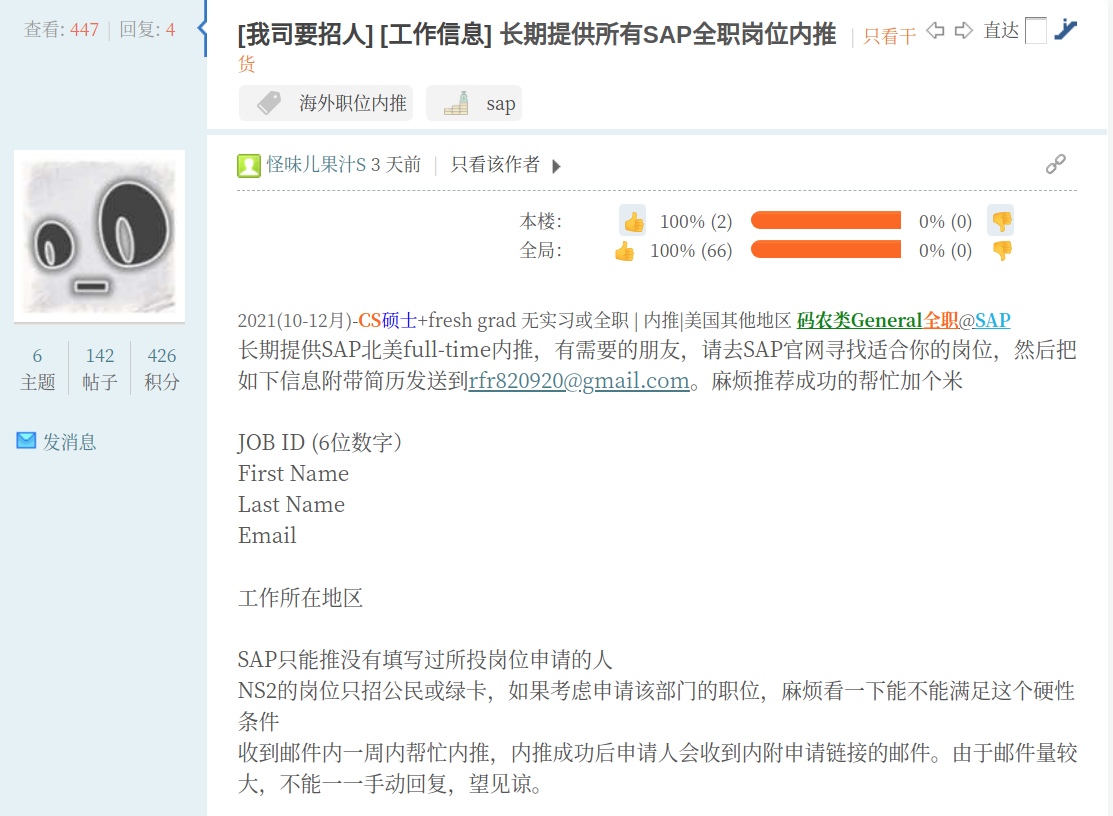 查看: 447 | 回复: 4
[我司要招人] [工作信息] 长期提供所有SAP全职岗位内推 | 只看干货 直达
海外职位内推 sap
怪味儿果汁S 3 天前 | 只看该作者
本楼： 100% (2) 0% (0)
全局： 100% (66) 0% (0)
6 142 426
主题 帖子 积分
发消息
2021(10-12月)-CS硕士+fresh grad 无实习或全职 | 内推|美国其他地区 码农类General全职@SAP
长期提供SAP北美full-time内推，有需要的朋友，请去SAP官网寻找适合你的岗位，然后把
如下信息附带简历发送到rfr820920@gmail.com。麻烦推荐成功的帮忙加个米
JOB ID (6位数字）
First Name
Last Name
Email
工作所在地区
SAP只能推没有填写过所投岗位申请的人
NS2的岗位只招公民或绿卡，如果考虑申请该部门的职位，麻烦看一下能不能满足这个硬性
条件
收到邮件内一周内帮忙内推，内推成功后申请人会收到内附申请链接的邮件。由于邮件量较
大，不能一一手动回复，望见谅。